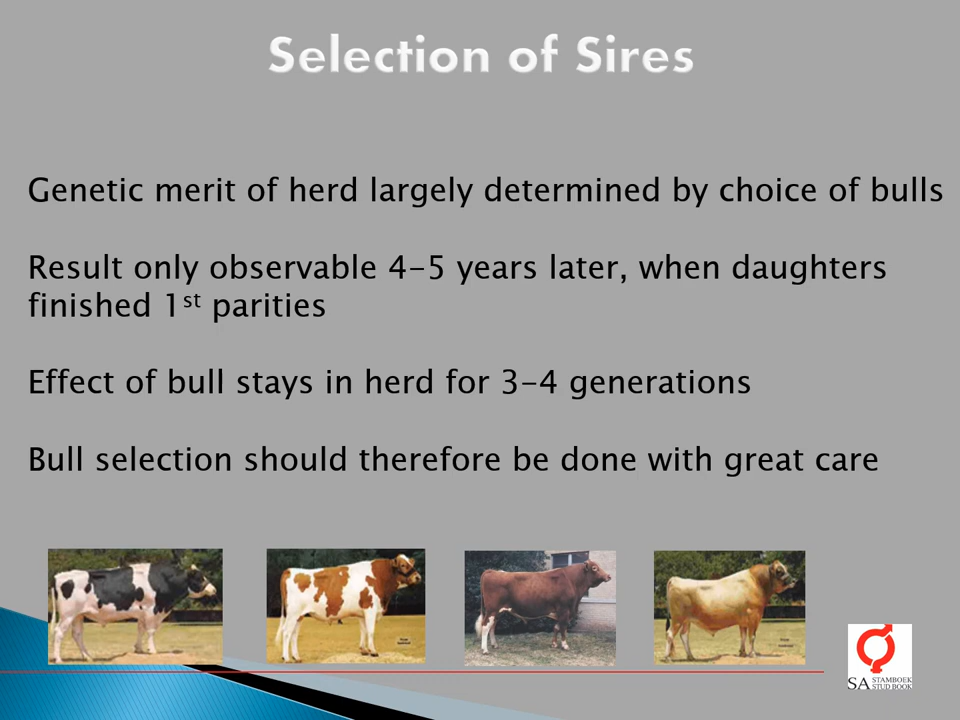 Selection of Sires
Genetic merit of herd largely determined by choice of bulls
Result only observable 4-5 years later, when daughters
finished 1st parities
Effect of bull stays in herd for 3-4 generations
Bull selection should therefore be done with great care
SA STAMBOEK
STUD BOOK